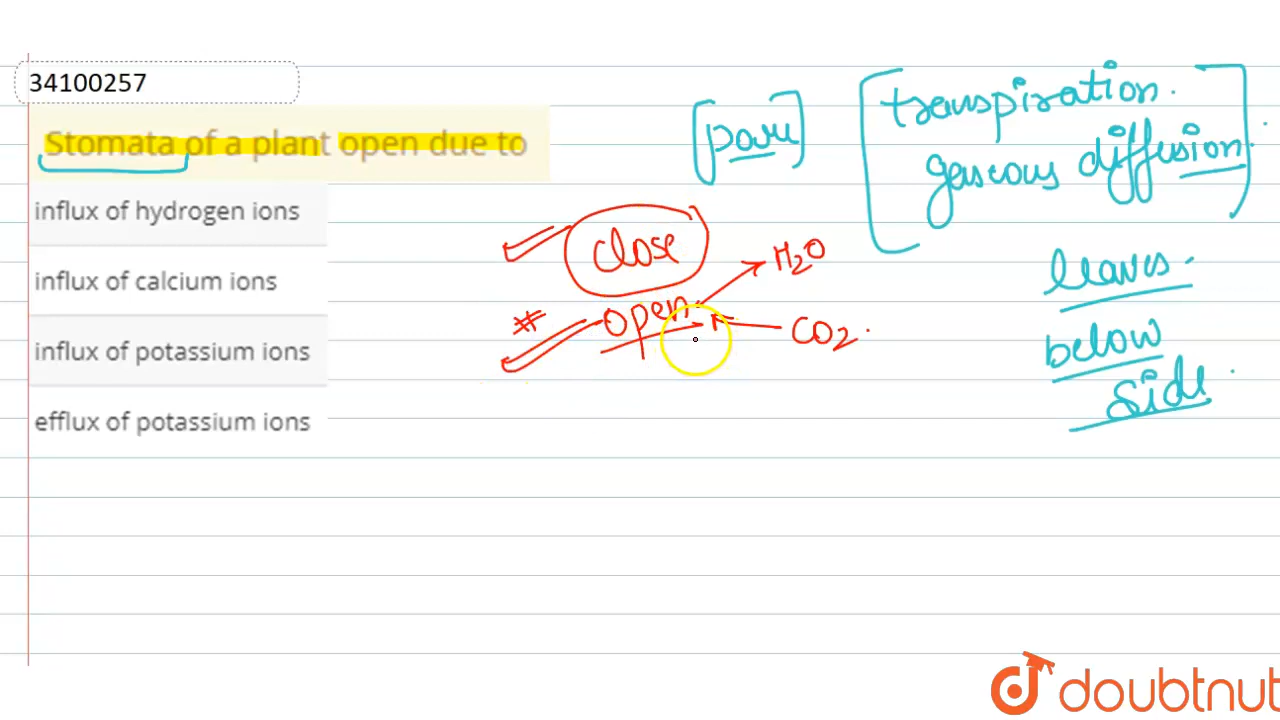 34100257
Stomata of a plant open due to
influx of hydrogen ions
influx of calcium ions
influx of potassium ions
efflux of potassium ions
transpiration.
gaseous diffusion.
close
H₂O
open
CO₂.
leaves.
below
side.
doubtnut